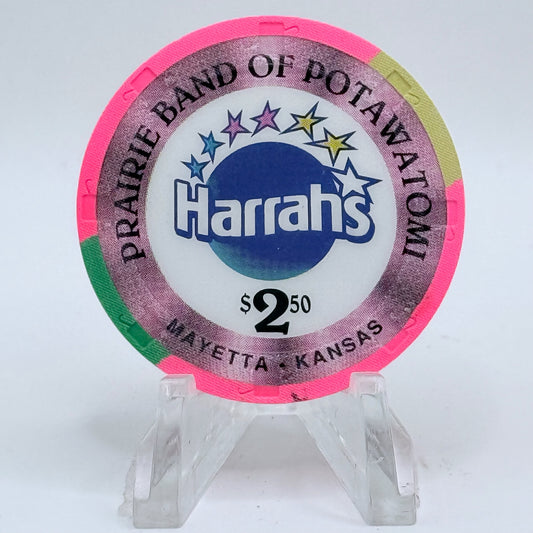 PRAIRIE BAND OF POTAWATOMI
Harrah's
$2.50
MAYETTA • KANSAS